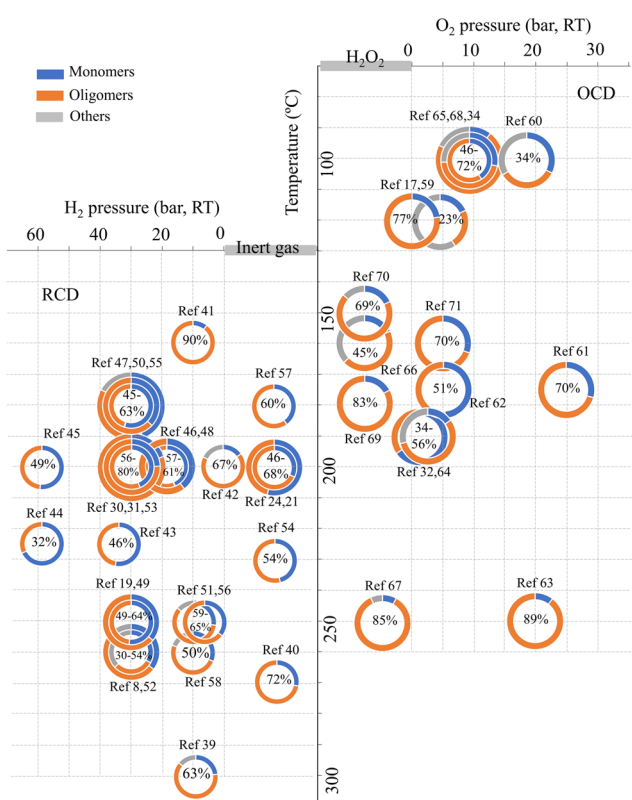 O2 pressure (bar, RT)
H2O2
0 10 20 30
Monomers
Oligomers
Others
OCD
Temperature (ºC)
Ref 65,68,34
Ref 60
46-
72%
34%
100
Ref 17,59
77%
23%
H2 pressure (bar, RT)
60 40 20 0
Inert gas
RCD
Ref 70
69%
Ref 41
90%
150
Ref 71
70%
45%
Ref 61
70%
Ref 47,50,55
45-
63%
Ref 57
60%
Ref 66
83%
51%
Ref 62
Ref 69
Ref 45
49%
Ref 46,48
56-
80%
57-
61%
67%
Ref 42
46-
68%
Ref 24,21
34-
56%
Ref 32,64
200
Ref 30,31,53
Ref 44
32%
Ref 43
46%
Ref 54
54%
Ref 19,49
49-64%
Ref 51,56
59-
65%
Ref 67
85%
Ref 63
89%
250
30-54%
Ref 8,52
50%
Ref 58
Ref 40
72%
Ref 39
63%
300